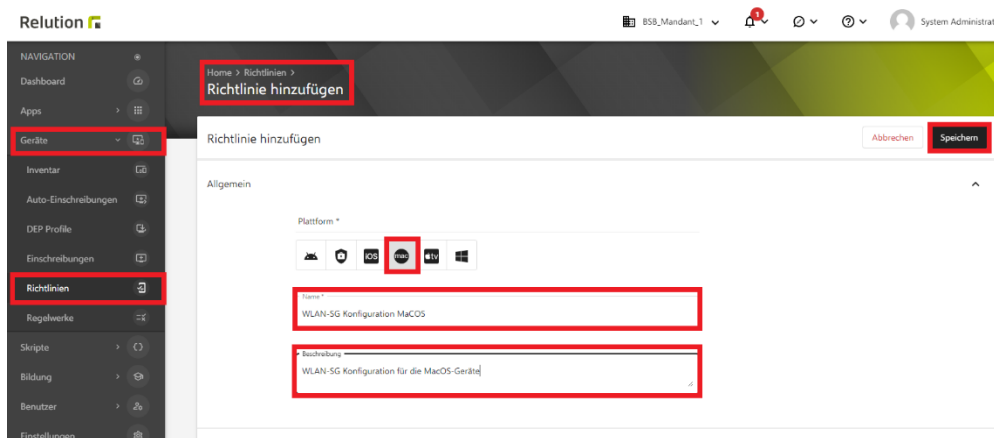 Relution
BSB_Mandant_1
1
System Administrat
NAVIGATION
Dashboard
Apps
Geräte
Inventar
Auto-Einschreibungen
DEP Profile
Einschreibungen
Richtlinien
Regelwerke
Skripte
Bildung
Benutzer
Einstellungen
Home > Richtlinien >
Richtlinie hinzufügen
Richtlinie hinzufügen
Abbrechen
Speichern
Allgemein
Plattform *
iOS
mac
tv
Name *
WLAN-SG Konfiguration MaCOS
Beschreibung
WLAN-SG Konfiguration für die MacOS-Geräte